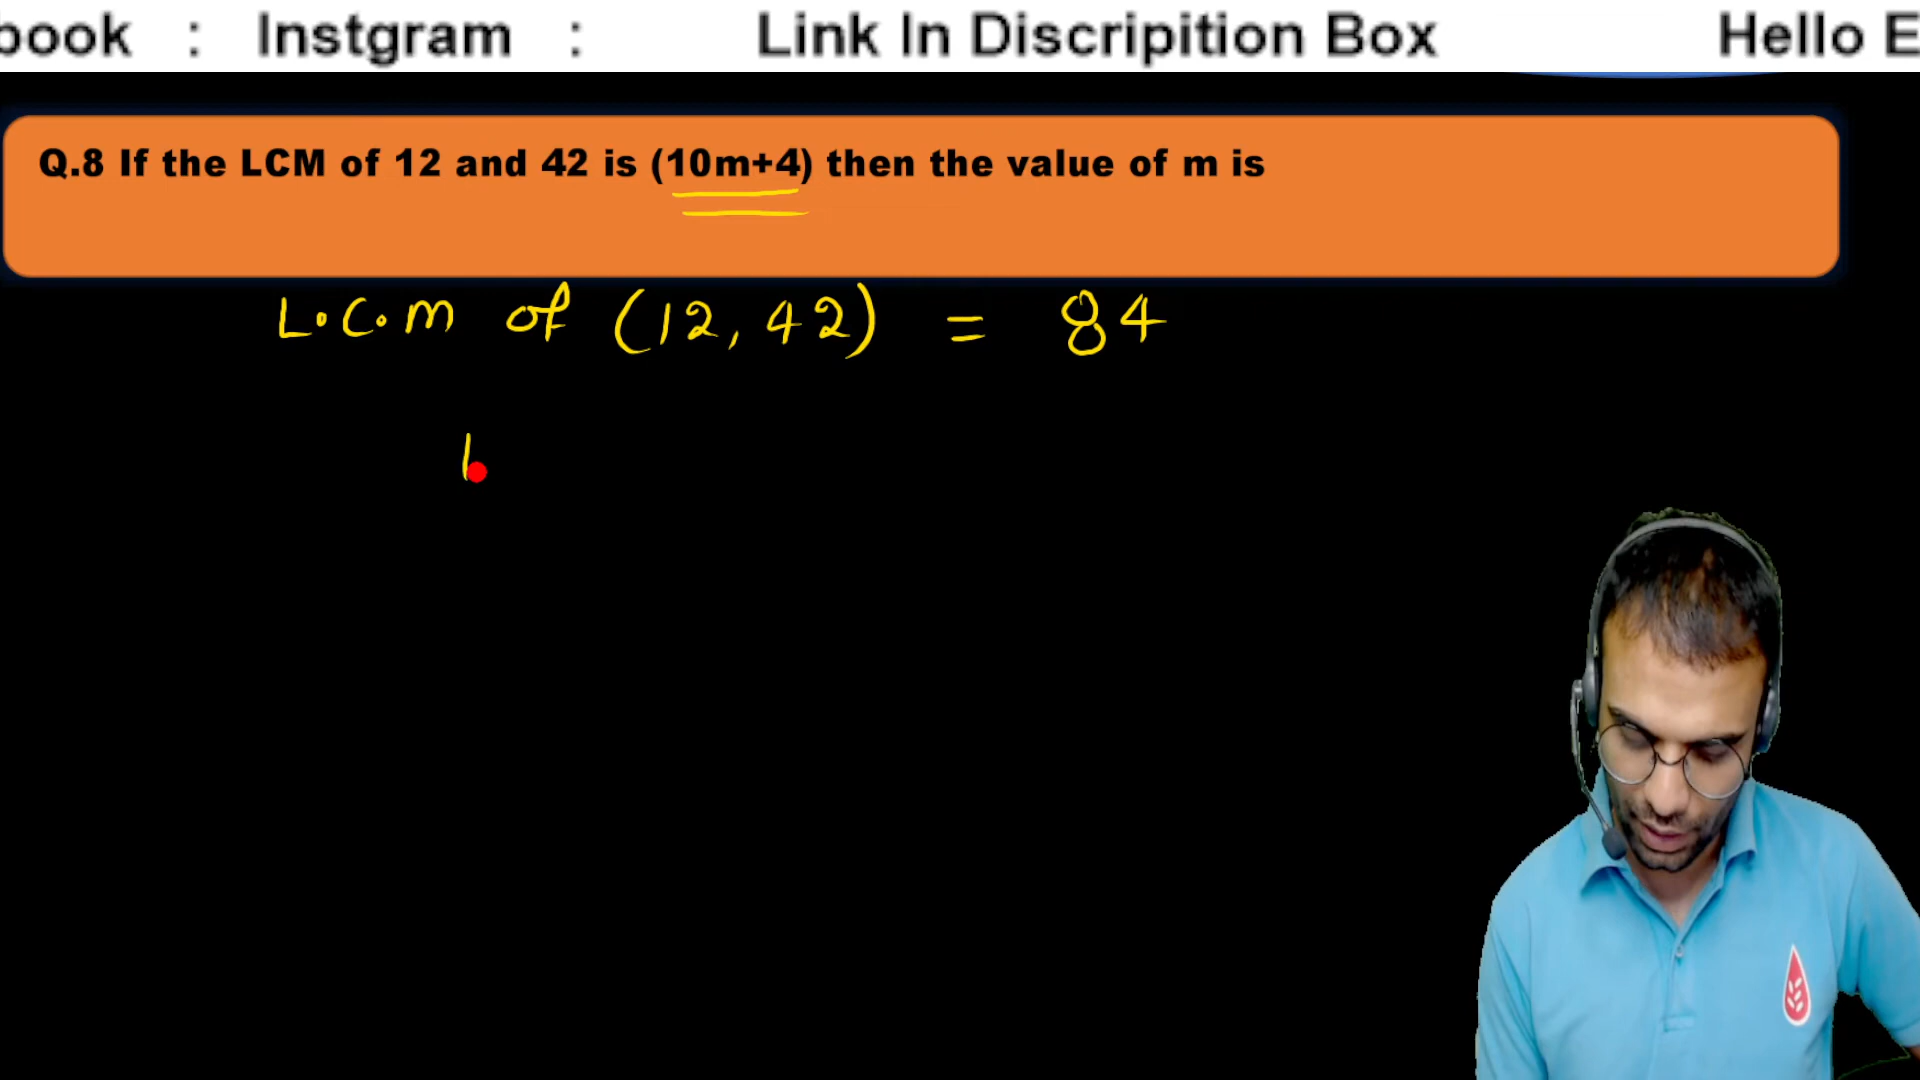 book : Instgram : Link In Discripition Box Hello E
Q.8 If the LCM of 12 and 42 is (10m+4) then the value of m is
L.C.M of (12, 42) = 84